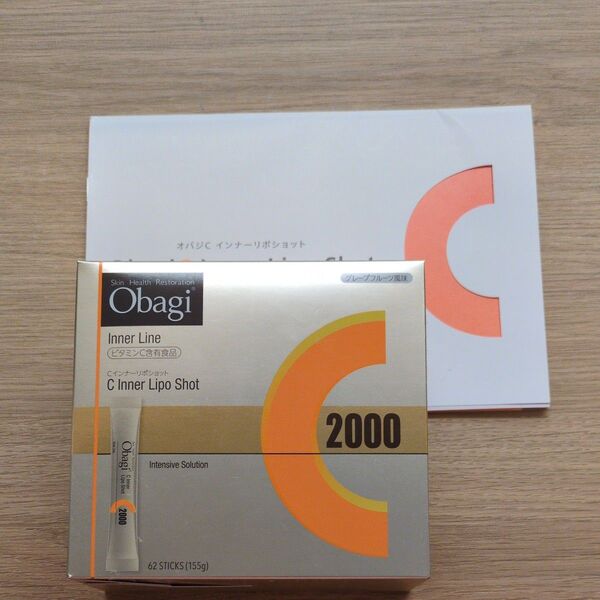 オバジC インナーリポショット
Skin Health Restoration
Obagi®
グレープフルーツ風味
Inner Line
ビタミンC含有食品
Cインナーリポショット
C Inner Lipo Shot
2000
Intensive Solution
Obagi
C Inner
Lipo Shot
2000
62 STICKS (155g)